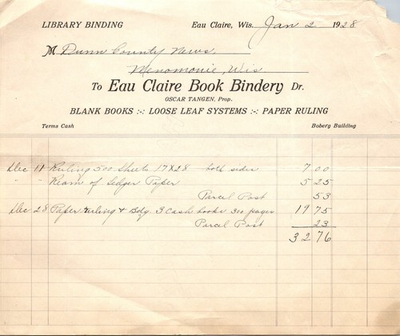 LIBRARY BINDING Eau Claire, Wis. Jan 2 1928
M Dunn County News,
Menomonie, Wis
To Eau Claire Book Bindery Dr.
OSCAR TANGEN, Prop.
BLANK BOOKS :-: LOOSE LEAF SYSTEMS :-: PAPER RULING
Terms Cash Boberg Building
Dec 14 Ruling 500 Sheets 17x28 both sides 7 00
" " Ream of Ledger Paper 5 25
Parcel Post 53
Dec 28 Paper, Ruling & Bdg. 3 Cash books 300 pages 19 75
Parcel Post 23
32 76